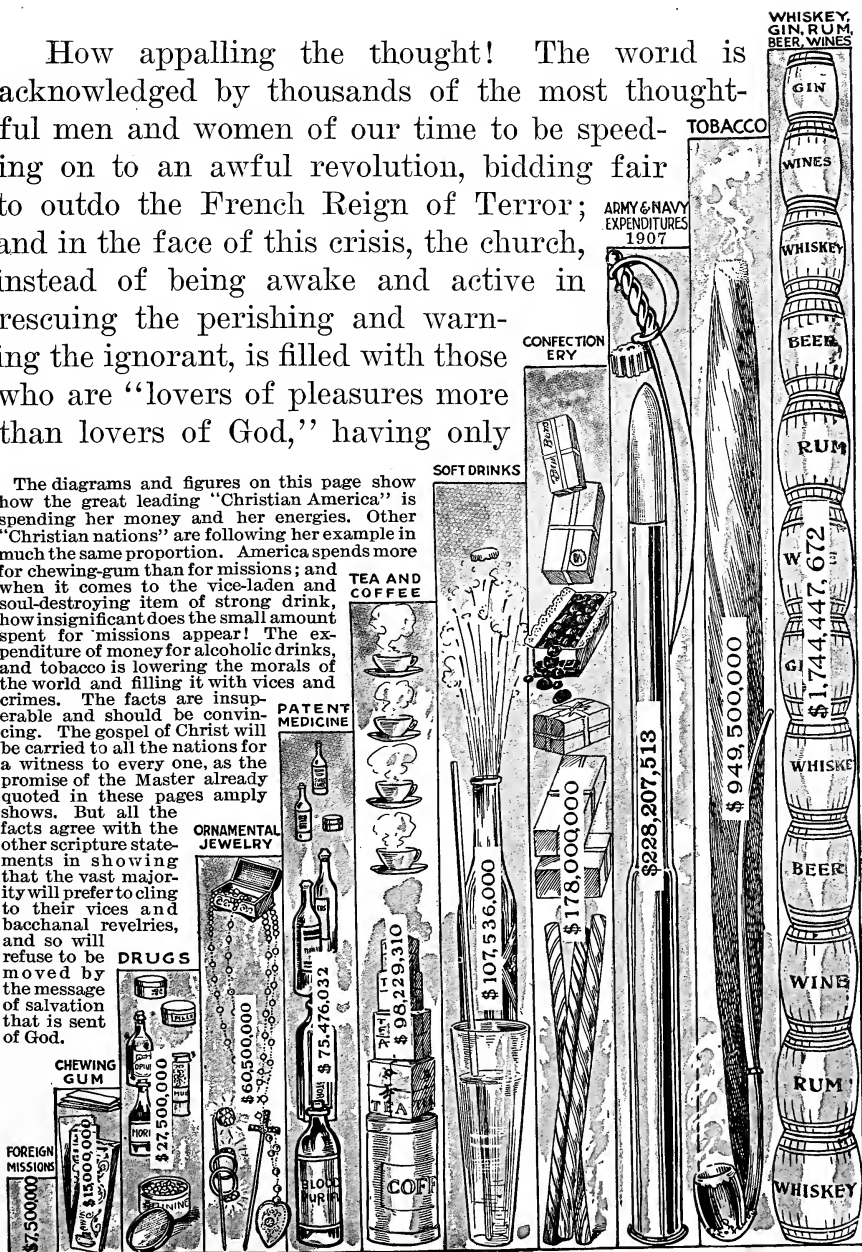 How appalling the thought! The world is
acknowledged by thousands of the most thought-
ful men and women of our time to be speed-
ing on to an awful revolution, bidding fair
to outdo the French Reign of Terror;
and in the face of this crisis, the church,
instead of being awake and active in
rescuing the perishing and warn-
ing the ignorant, is filled with those
who are "lovers of pleasures more
than lovers of God," having only
The diagrams and figures on this page show
how the great leading "Christian America" is
spending her money and her energies. Other
"Christian nations" are following her example in
much the same proportion. America spends more
for chewing-gum than for missions; and
when it comes to the vice-laden and
soul-destroying item of strong drink,
how insignificant does the small amount
spent for missions appear! The ex-
penditure of money for alcoholic drinks,
and tobacco is lowering the morals of
the world and filling it with vices and
crimes. The facts are insup-
erable and should be convin-
cing. The gospel of Christ will
be carried to all the nations for
a witness to every one, as the
promise of the Master already
quoted in these pages amply
shows. But all the
facts agree with the
other scripture state-
ments in showing
that the vast major-
ity will prefer to cling
to their vices and
bacchanal revelries,
and so will
refuse to be
moved by
the message
of salvation
that is sent
of God.
FOREIGN
MISSIONS
$7,500,000
CHEWING
GUM
$15,000,000
DRUGS
OPIUM
MORI
$27,500,000
ORNAMENTAL
JEWELRY
$60,500,000
PATENT
MEDICINE
$75,476,032
BLOOD
PURIF
TEA AND
COFFEE
$98,229,310
TEA
COFF
SOFT DRINKS
$107,536,000
CONFECTION
ERY
$178,000,000
ARMY & NAVY
EXPENDITURES
1907
$228,207,513
TOBACCO
$949,500,000
WHISKEY,
GIN, RUM,
BEER, WINES
GIN
WINES
WHISKEY
BEER
RUM
W
GI
$1,744,447,672
WHISKE
BEER
WINE
RUM
WHISKEY